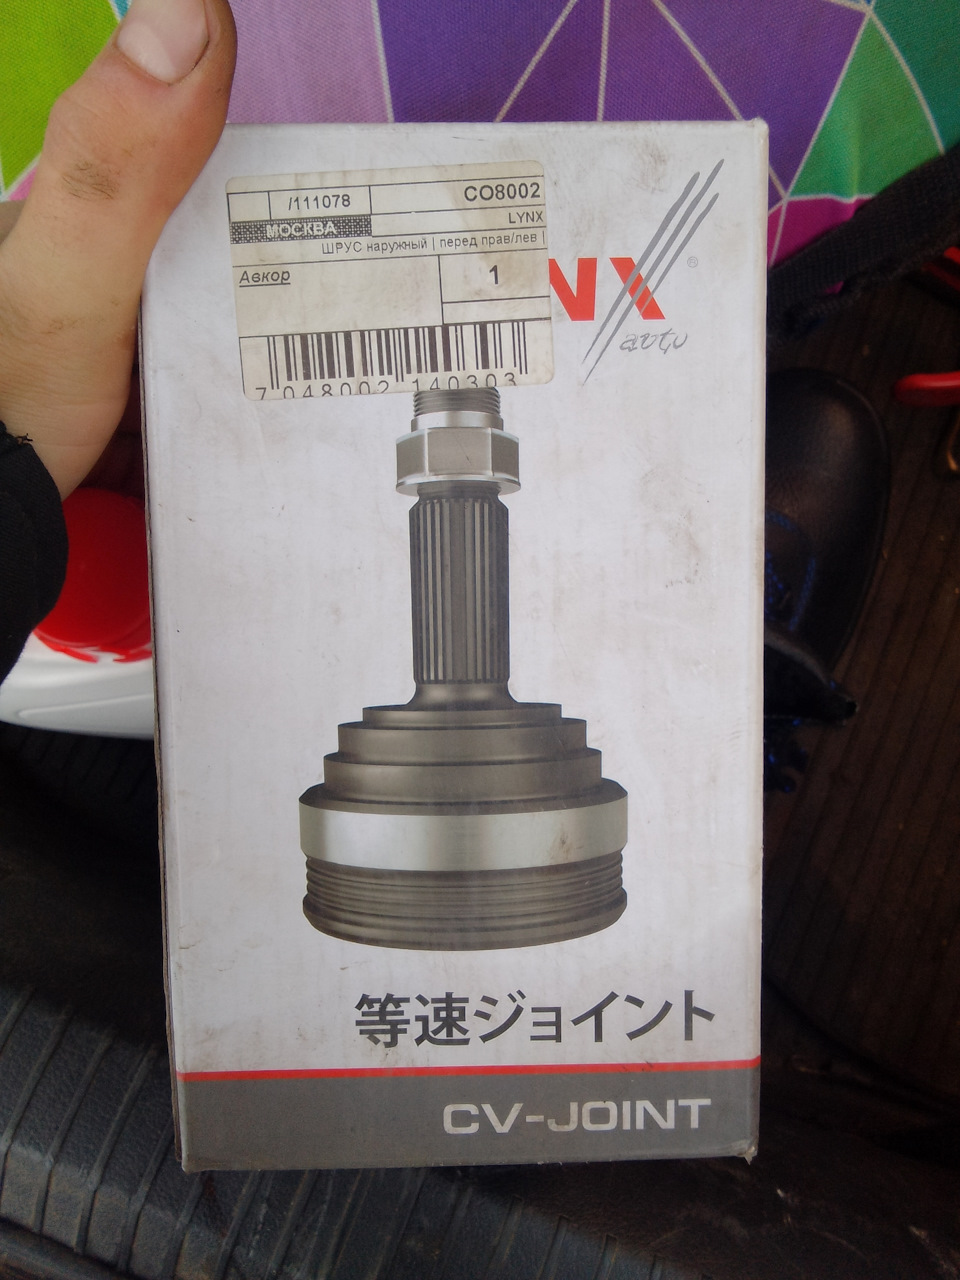 /111078
CO8002
LYNX
МОСКВА
ШРУС наружный | перед прав/лев |
Авкор
1
7 048002 140303
NX
®
auto
等速ジョイント
CV-JOINT